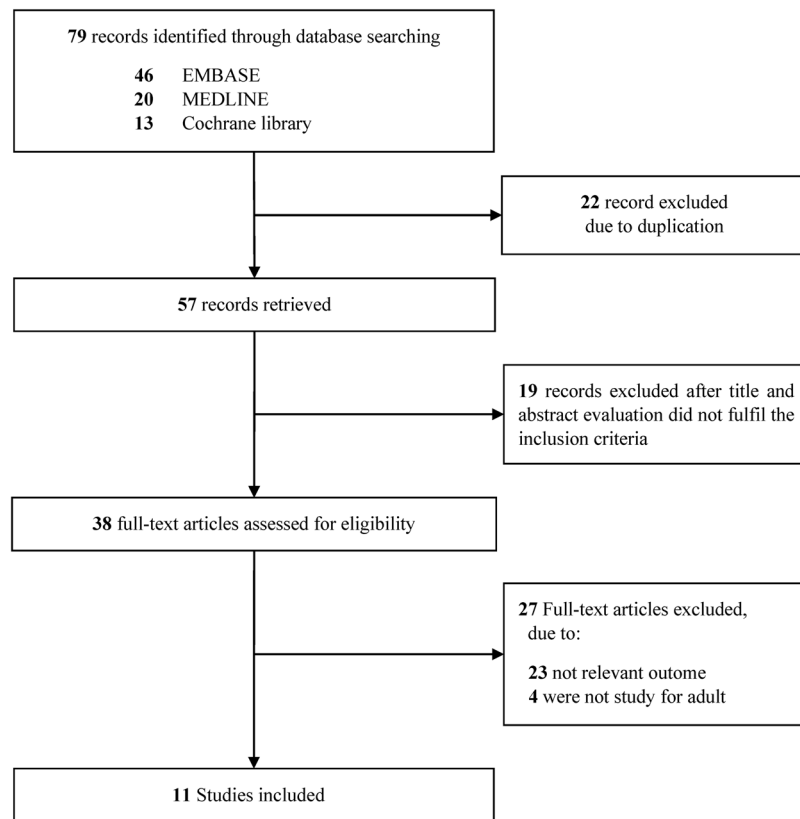 79 records identified through database searching
46 EMBASE
20 MEDLINE
13 Cochrane library
22 record excluded
due to duplication
57 records retrieved
19 records excluded after title and
abstract evaluation did not fulfil the
inclusion criteria
38 full-text articles assessed for eligibility
27 Full-text articles excluded,
due to:
23 not relevant outome
4 were not study for adult
11 Studies included